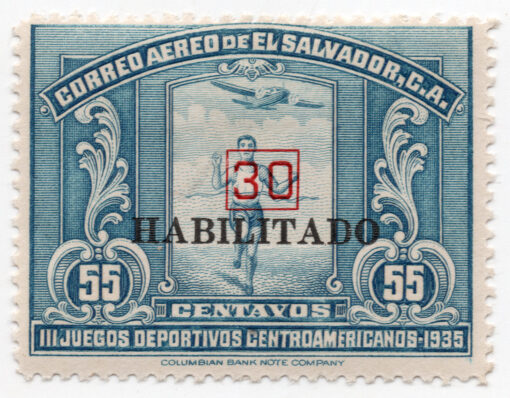 CORREO AEREO DE EL SALVADOR, C.A.
30
HABILITADO
55 55
CENTAVOS
III JUEGOS DEPORTIVOS CENTROAMERICANOS-1935
COLUMBIAN BANK NOTE COMPANY